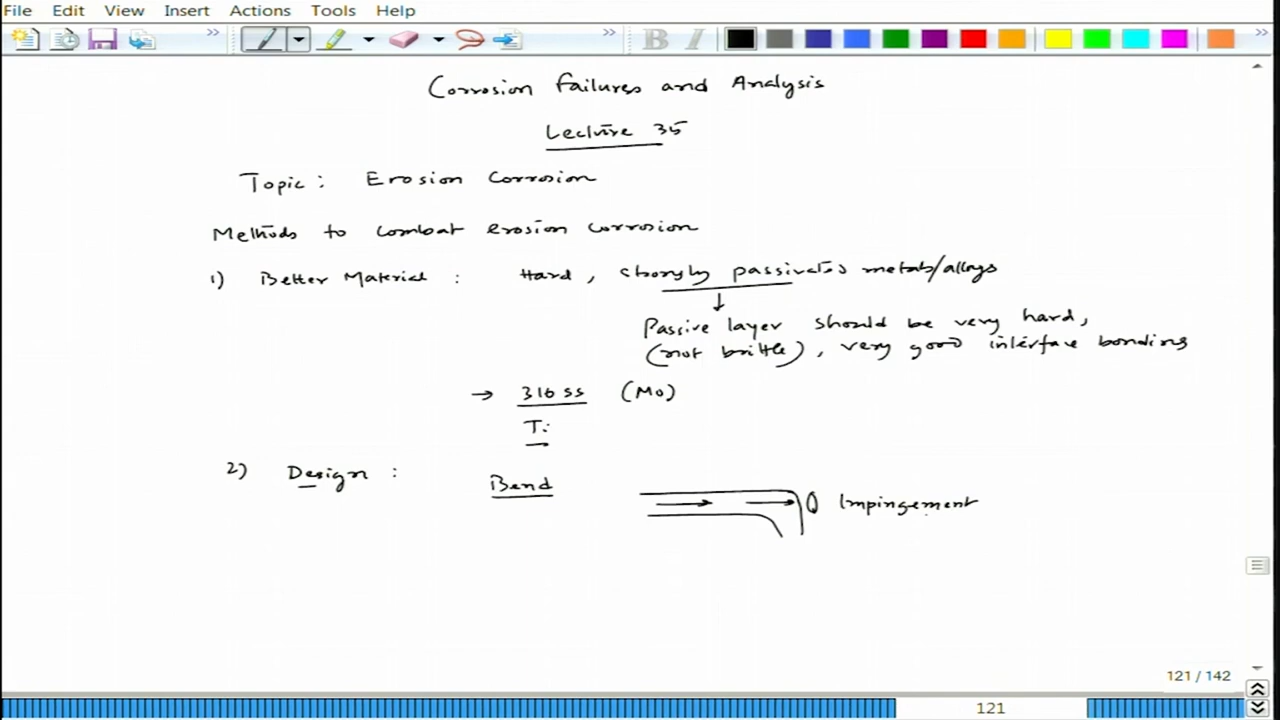 File Edit View Insert Actions Tools Help
Corrosion Failures and Analysis
Lecture 35
Topic: Erosion Corrosion
Methods to combat erosion corrosion
1) Better Material : Hard, strongly passivates metals/alloys
Passive layer should be very hard,
(not brittle), very good interface bonding
→ 316 SS (Mo)
Ti
2) Design : Bend
Impingement
121 / 142
121